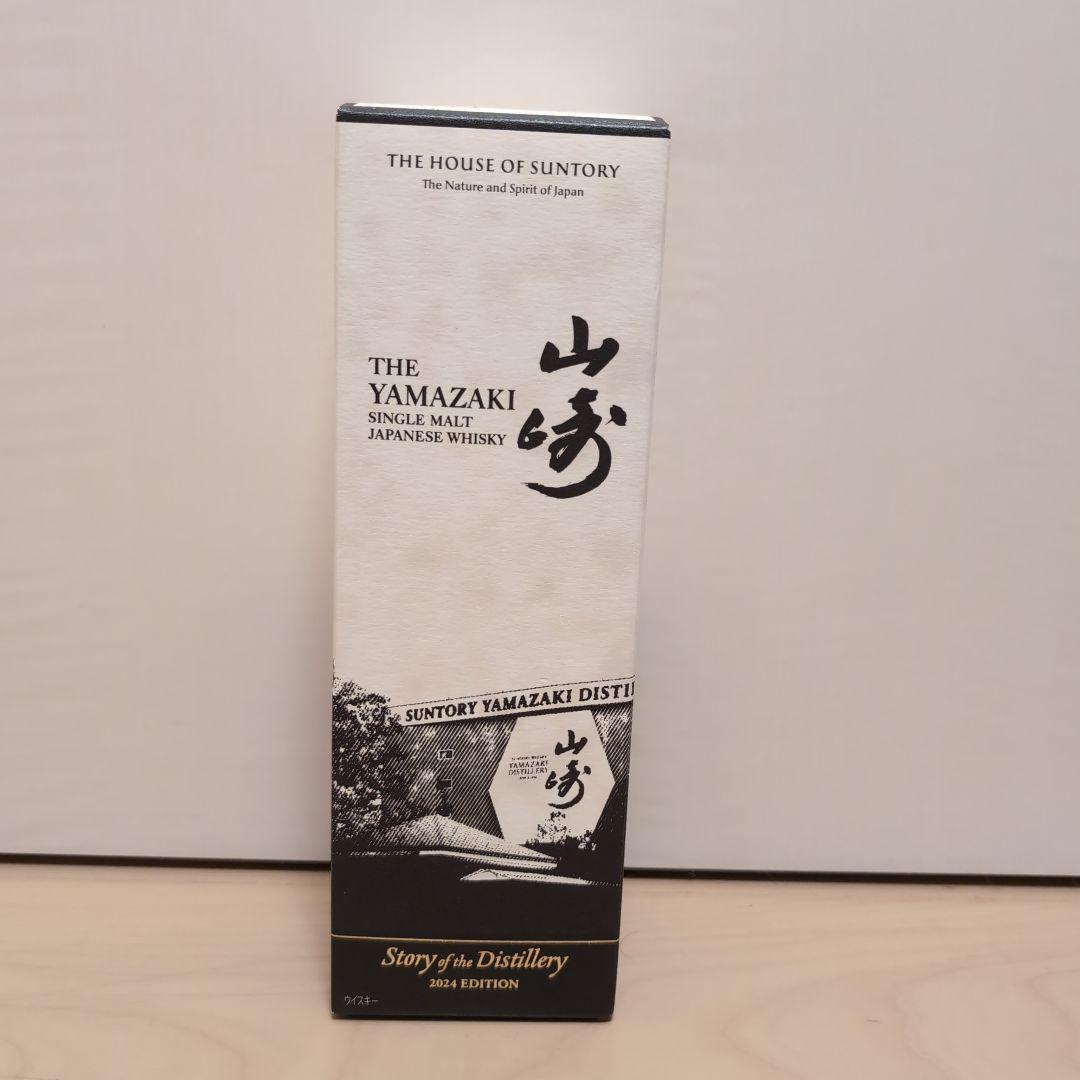 THE HOUSE OF SUNTORY
The Nature and Spirit of Japan
THE
YAMAZAKI
SINGLE MALT
JAPANESE WHISKY
山崎
SUNTORY YAMAZAKI DISTI
YAMAZAKI
DISTILLERY
山崎
Story of the Distillery
2024 EDITION
ウイスキー